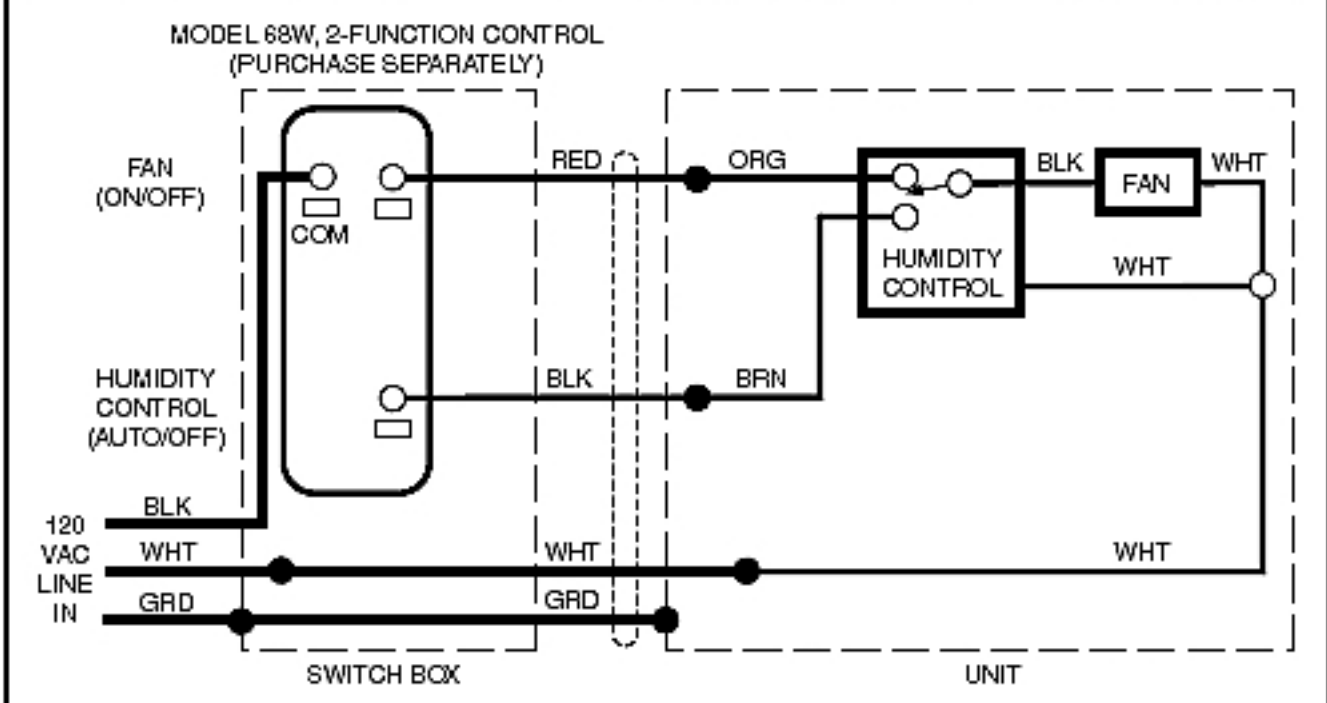 MODEL 68W, 2-FUNCTION CONTROL
(PURCHASE SEPARATELY)
FAN
(ON/OFF)
COM
RED
ORG
BLK
FAN
WHT
HUMIDITY
CONTROL
WHT
HUMIDITY
CONTROL
(AUTO/OFF)
BLK
BRN
120
VAC
LINE
IN
BLK
WHT
WHT
WHT
GRD
GRD
SWITCH BOX
UNIT